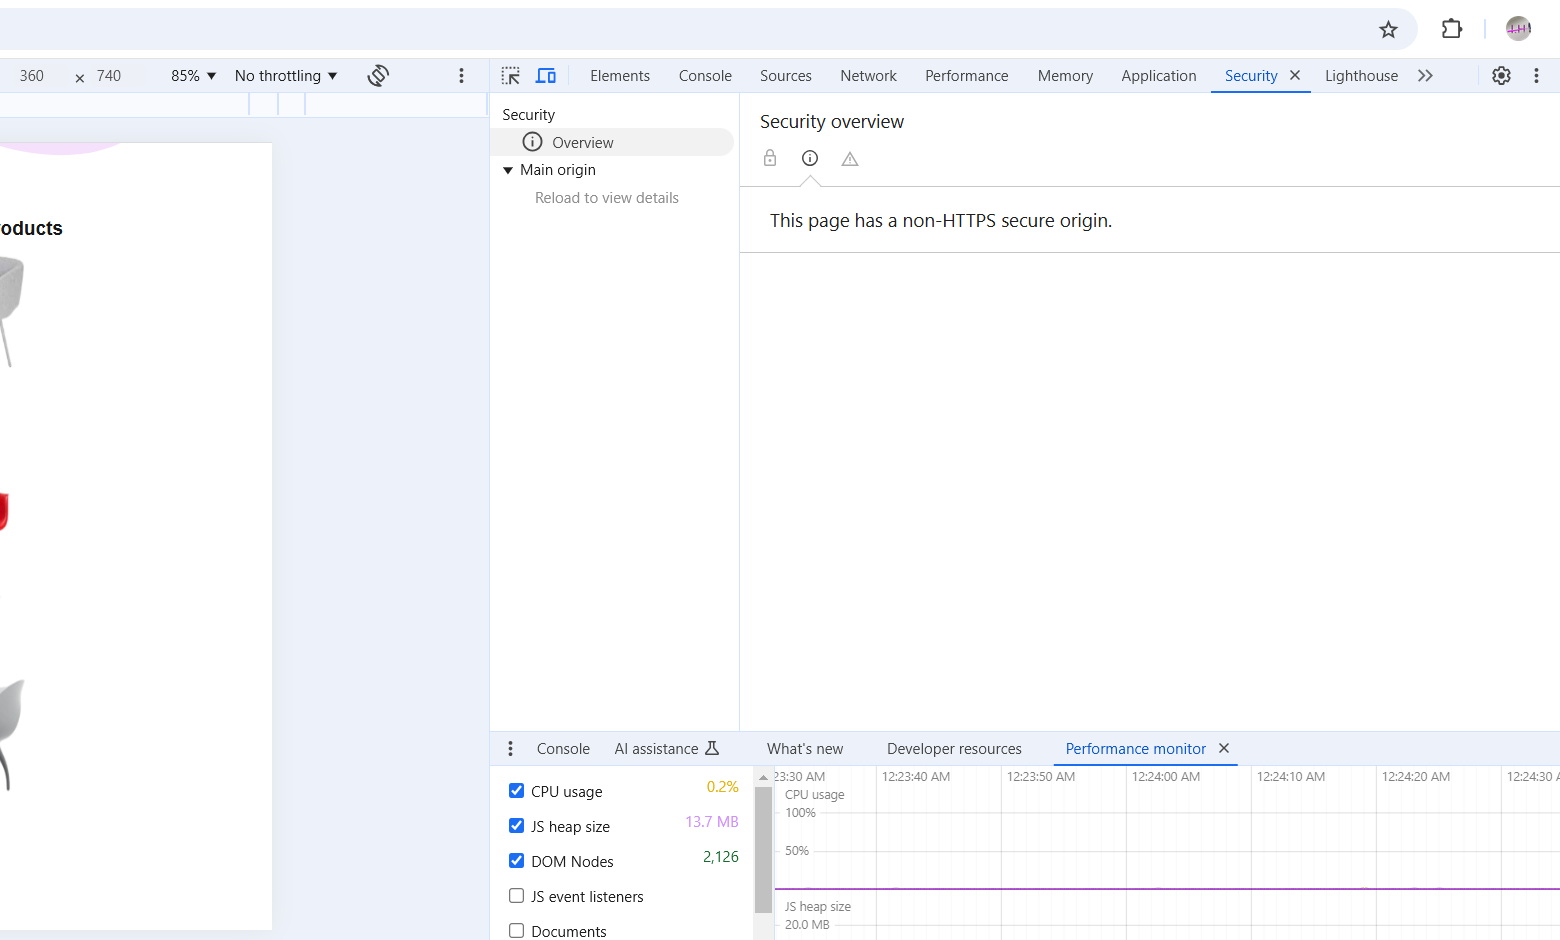 360 × 740 85% No throttling
Elements Console Sources Network Performance Memory Application Security Lighthouse
Security
Overview
Main origin
Reload to view details
Security overview
This page has a non-HTTPS secure origin.
oducts
Console AI assistance What's new Developer resources Performance monitor
CPU usage 0.2%
JS heap size 13.7 MB
DOM Nodes 2,126
JS event listeners
Documents
23:30 AM 12:23:40 AM 12:23:50 AM 12:24:00 AM 12:24:10 AM 12:24:20 AM 12:24:30 A
CPU usage
100%
50%
JS heap size
20.0 MB